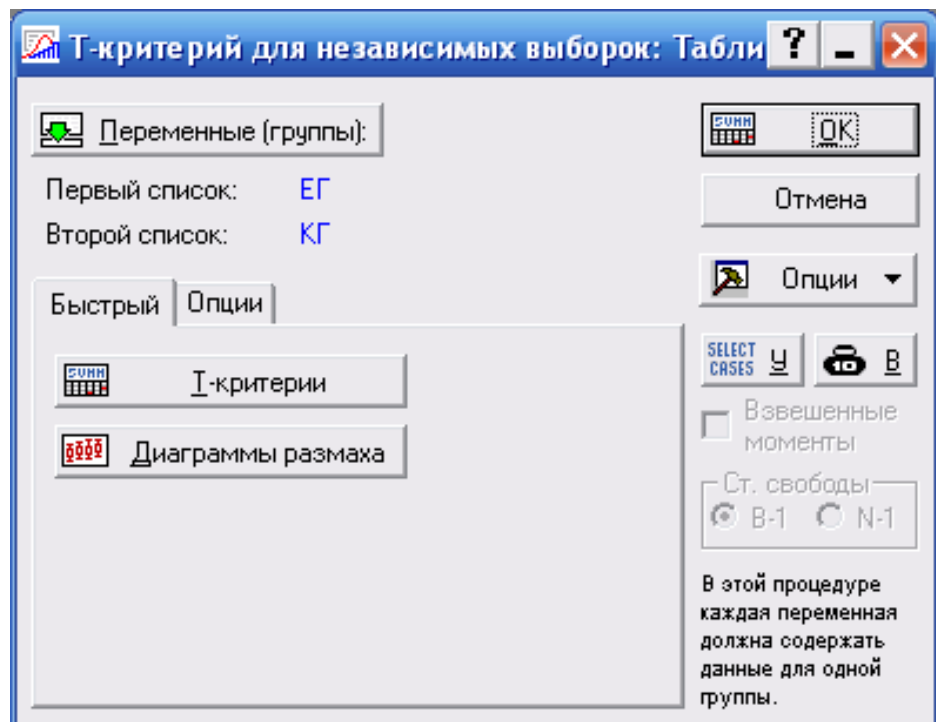 Т-критерий для независимых выборок: Табли
Переменные (группы):
Первый список: ЕГ
Второй список: КГ
Быстрый Опции
Т-критерии
Диаграммы размаха
SUMM OK
Отмена
Опции
SELECT CASES У 10 В
Взвешенные
моменты
Ст. свободы
В-1 N-1
В этой процедуре
каждая переменная
должна содержать
данные для одной
группы.